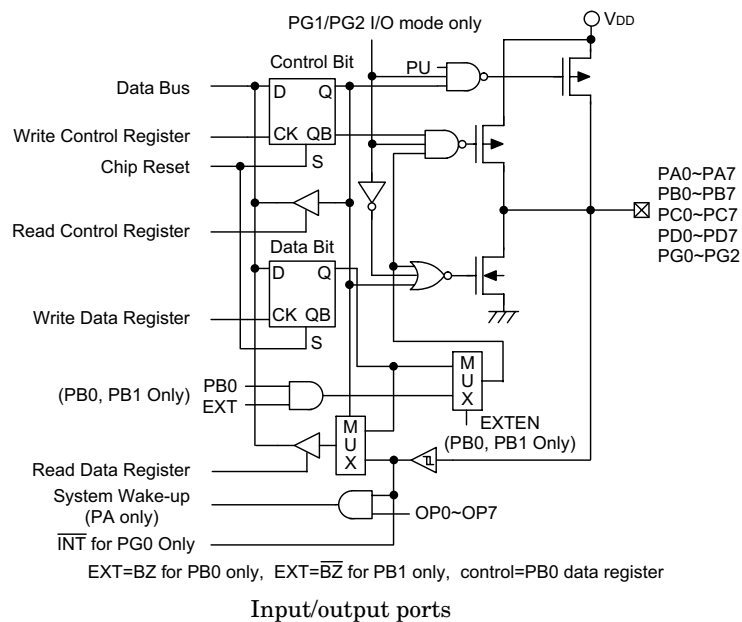 PG1/PG2 I/O mode only
VDD
Control Bit
PU
Data Bus
D Q
Write Control Register
CK QB
Chip Reset
S
PA0~PA7
PB0~PB7
PC0~PC7
PD0~PD7
PG0~PG2
Read Control Register
Data Bit
D Q
CK QB
Write Data Register
S
M
U
X
PB0
(PB0, PB1 Only)
EXT
EXTEN
(PB0, PB1 Only)
M
U
X
Read Data Register
System Wake-up
(PA only)
OP0~OP7
I̅N̅T̅ for PG0 Only
EXT=BZ for PB0 only, EXT=B̅Z̅ for PB1 only, control=PB0 data register
Input/output ports